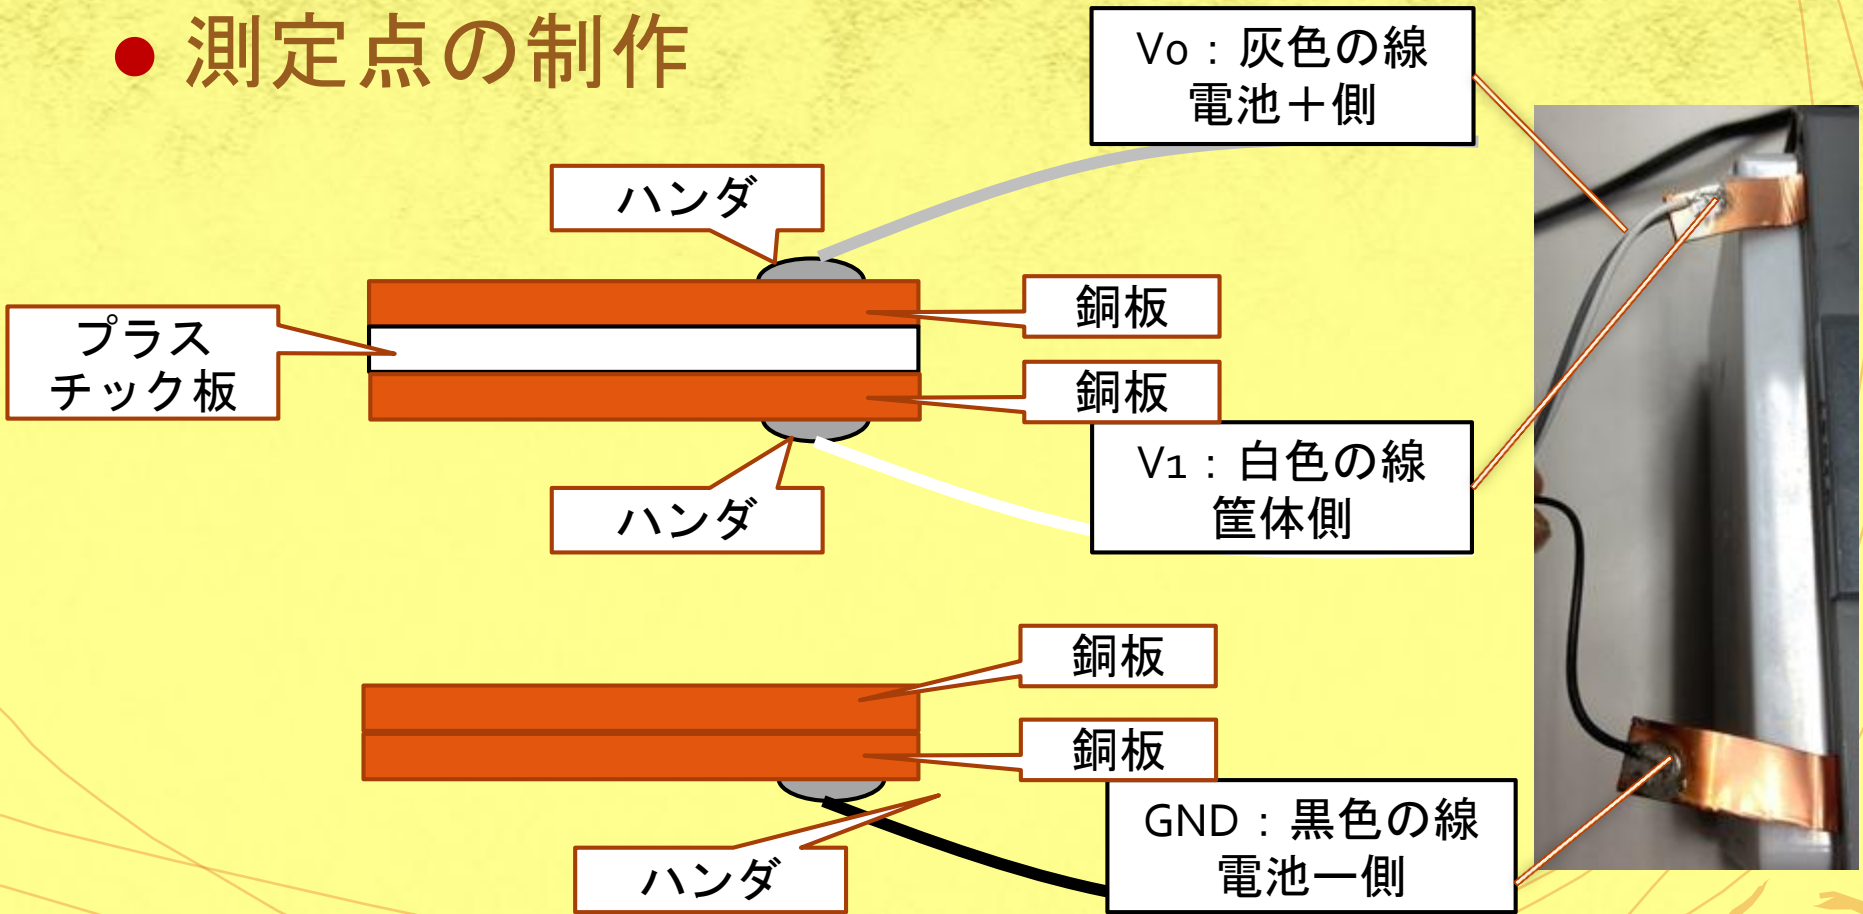 ● 測定点の制作
Vo：灰色の線
電池＋側
ハンダ
銅板
プラス
チック板
銅板
V1：白色の線
筐体側
ハンダ
銅板
銅板
GND：黒色の線
電池ー側
ハンダ